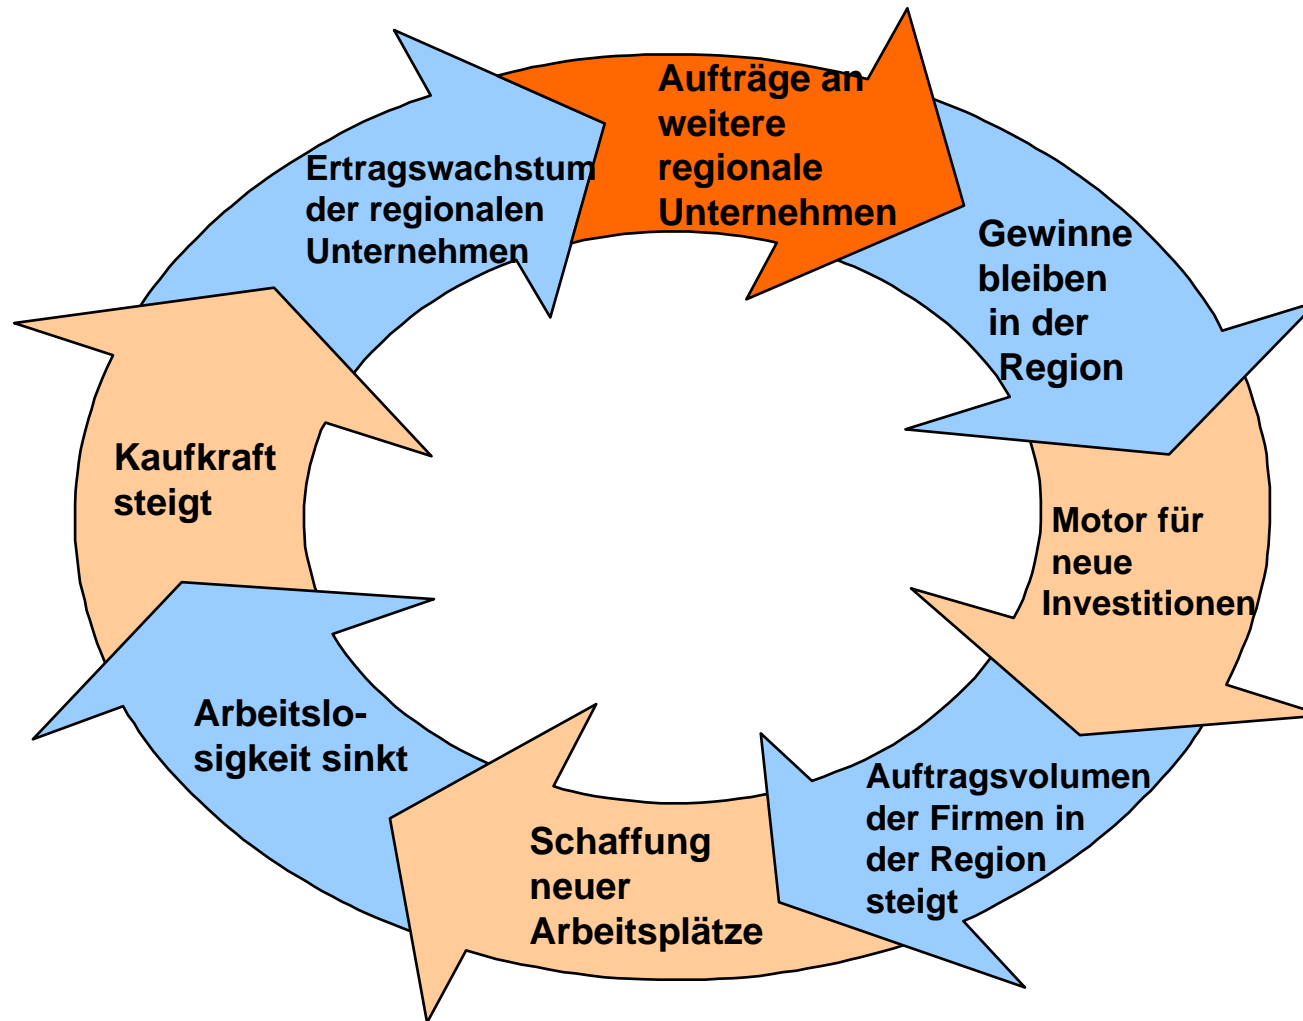 Aufträge an
weitere
regionale
Unternehmen
Gewinne
bleiben
in der
Region
Motor für
neue
Investitionen
Auftragsvolumen
der Firmen in
der Region
steigt
Schaffung
neuer
Arbeitsplätze
Arbeitslo-
sigkeit sinkt
Kaufkraft
steigt
Ertragswachstum
der regionalen
Unternehmen